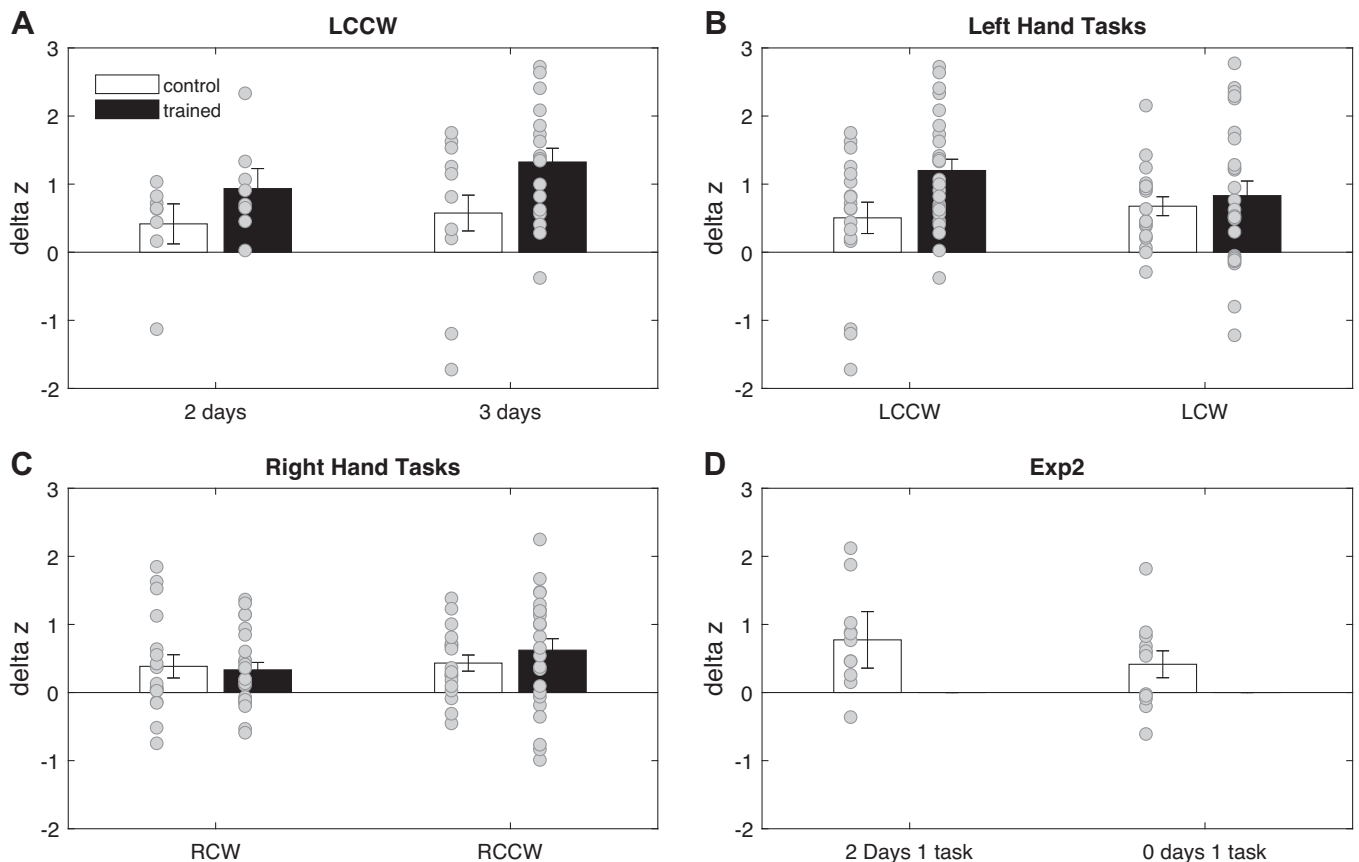 A
LCCW
3
2
1
0
-1
-2
delta z
control
trained
2 days
3 days
B
Left Hand Tasks
3
2
1
0
-1
-2
delta z
LCCW
LCW
C
Right Hand Tasks
3
2
1
0
-1
-2
delta z
RCW
RCCW
D
Exp2
3
2
1
0
-1
-2
delta z
2 Days 1 task
0 days 1 task